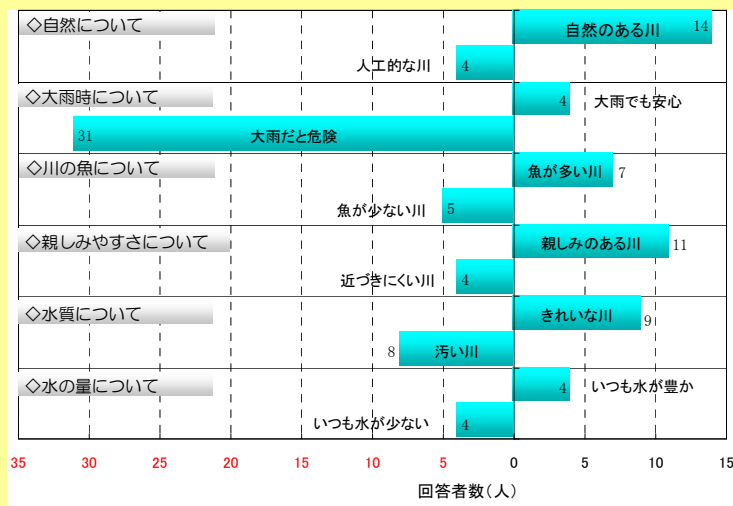 ◇自然について
自然のある川 14
人工的な川 4
◇大雨時について
4 大雨でも安心
31 大雨だと危険
◇川の魚について
魚が多い川 7
魚が少ない川 5
◇親しみやすさについて
親しみのある川 11
近づきにくい川 4
◇水質について
きれいな川 9
8 汚い川
◇水の量について
4 いつも水が豊か
いつも水が少ない 4
35 30 25 20 15 10 5 0 5 10 15
回答者数(人)